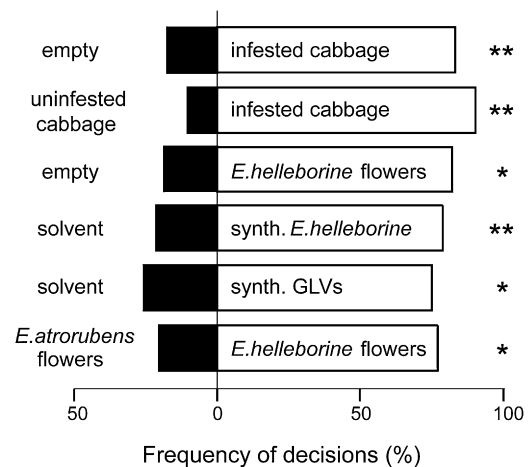 empty infested cabbage **
uninfested
cabbage infested cabbage **
empty E.helleborine flowers *
solvent synth. E.helleborine **
solvent synth. GLVs *
E.atrorubens
flowers E.helleborine flowers *
50 0 50 100
Frequency of decisions (%)